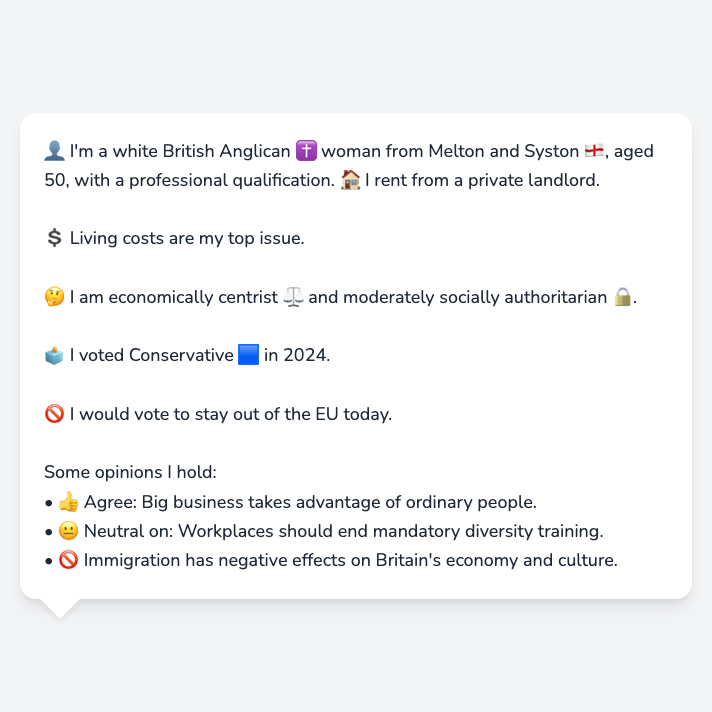 👤 I'm a white British Anglican ✝️ woman from Melton and Syston 🏴󠁧󠁢󠁥󠁮󠁧󠁿, aged
50, with a professional qualification. 🏠 I rent from a private landlord.
💲 Living costs are my top issue.
🤔 I am economically centrist ⚖️ and moderately socially authoritarian 🔒.
🗳️ I voted Conservative 🟦 in 2024.
🚫 I would vote to stay out of the EU today.
Some opinions I hold:
• 👍 Agree: Big business takes advantage of ordinary people.
• 😐 Neutral on: Workplaces should end mandatory diversity training.
• 🚫 Immigration has negative effects on Britain's economy and culture.